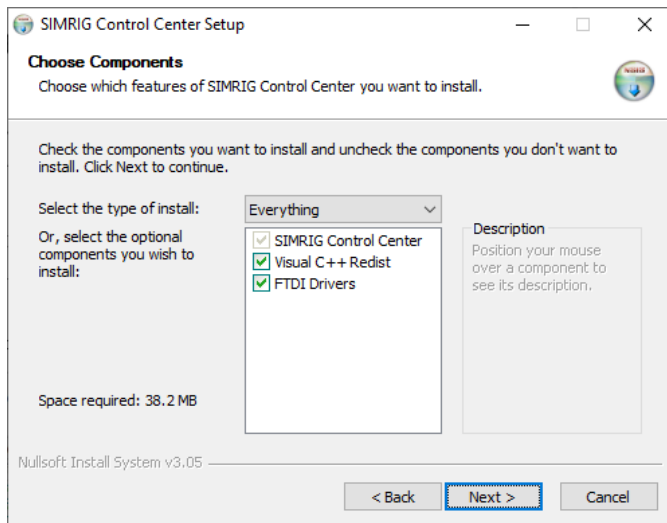 SIMRIG Control Center Setup
Choose Components
Choose which features of SIMRIG Control Center you want to install.
Check the components you want to install and uncheck the components you don't want to
install. Click Next to continue.
Select the type of install:
Everything
Or, select the optional
components you wish to
install:
SIMRIG Control Center
Visual C++ Redist
FTDI Drivers
Description
Position your mouse
over a component to
see its description.
Space required: 38.2 MB
Nullsoft Install System v3.05
< Back
Next >
Cancel